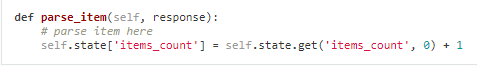 def parse_item(self, response):
    # parse item here
    self.state['items_count'] = self.state.get('items_count', 0) + 1